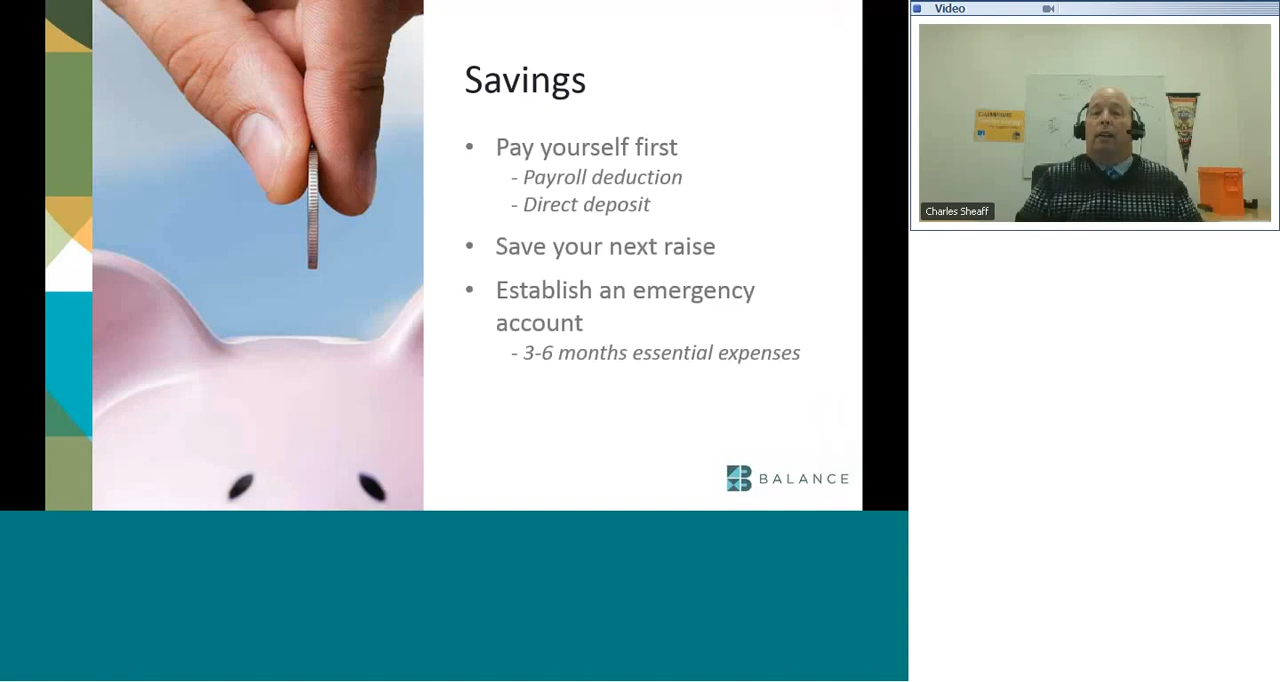 Savings
• Pay yourself first
- Payroll deduction
- Direct deposit
• Save your next raise
• Establish an emergency
account
- 3-6 months essential expenses
BALANCE
Video
Charles Sheaff